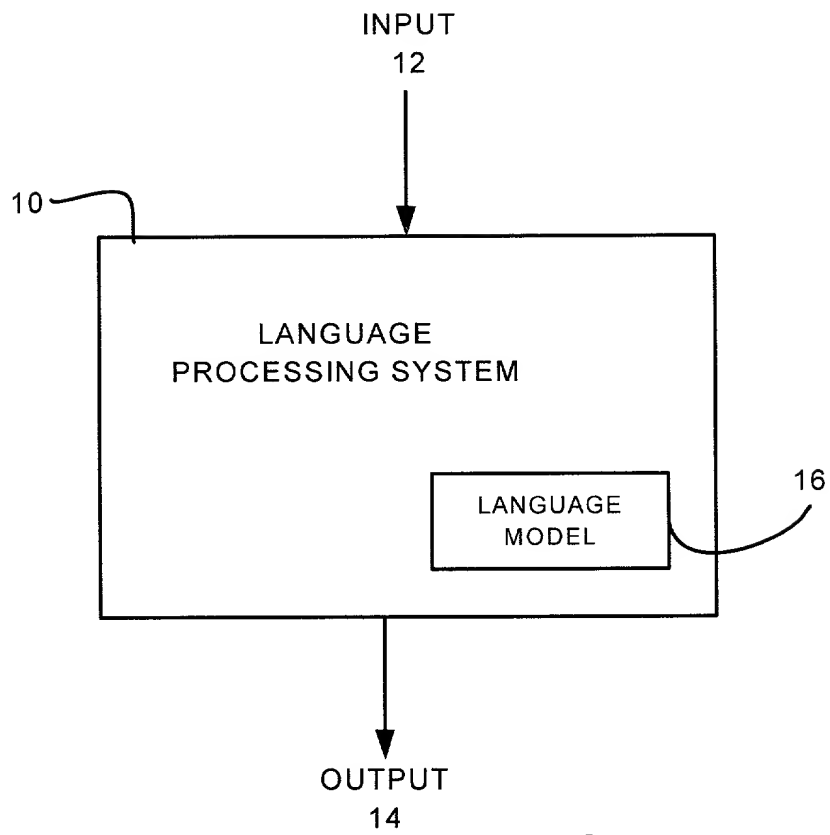 INPUT
12
10
LANGUAGE
PROCESSING SYSTEM
16
LANGUAGE
MODEL
OUTPUT
14